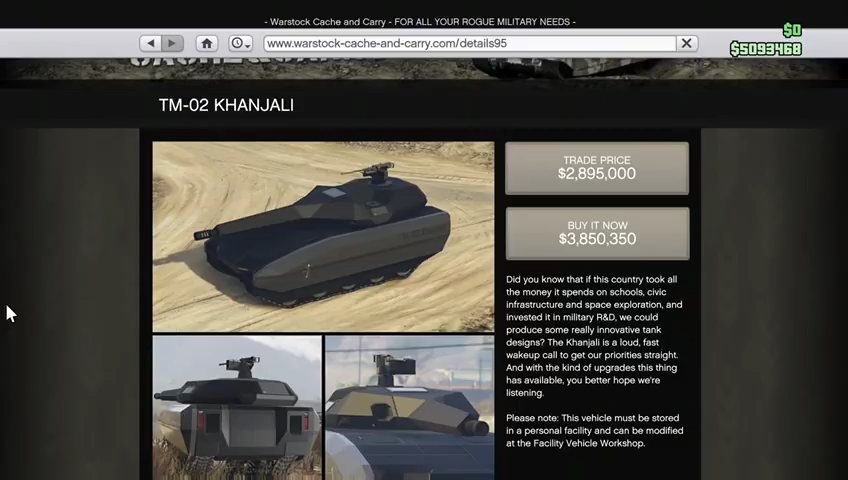 - Warstock Cache and Carry - FOR ALL YOUR ROGUE MILITARY NEEDS -
$0
www.warstock-cache-and-carry.com/details95
$5093468
TM-02 KHANJALI
TRADE PRICE
$2,895,000
BUY IT NOW
$3,850,350
Did you know that if this country took all
the money it spends on schools, civic
infrastructure and space exploration, and
invested it in military R&D, we could
produce some really innovative tank
designs? The Khanjali is a loud, fast
wakeup call to get our priorities straight.
And with the kind of upgrades this thing
has available, you better hope we're
listening.
Please note: This vehicle must be stored
in a personal facility and can be modified
at the Facility Vehicle Workshop.